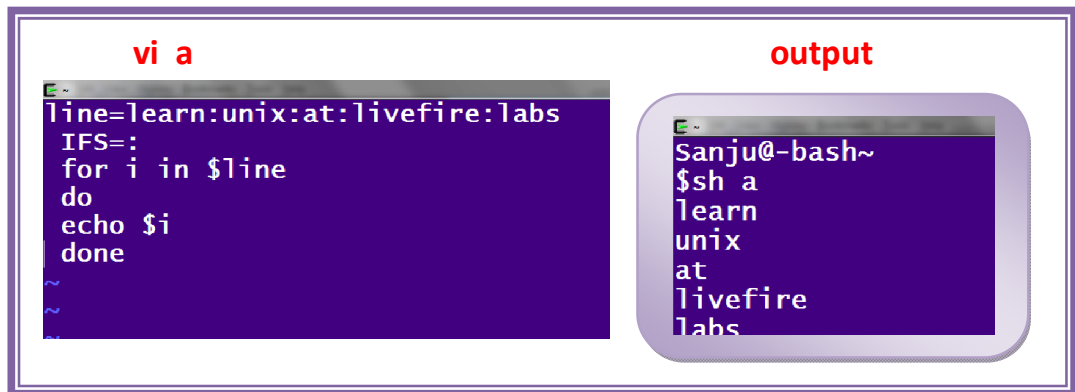 vi a
~
line=learn:unix:at:livefire:labs
IFS=:
for i in $line
do
echo $i
done
~
~
~
output
~
Sanju@-bash~
$sh a
learn
unix
at
livefire
labs